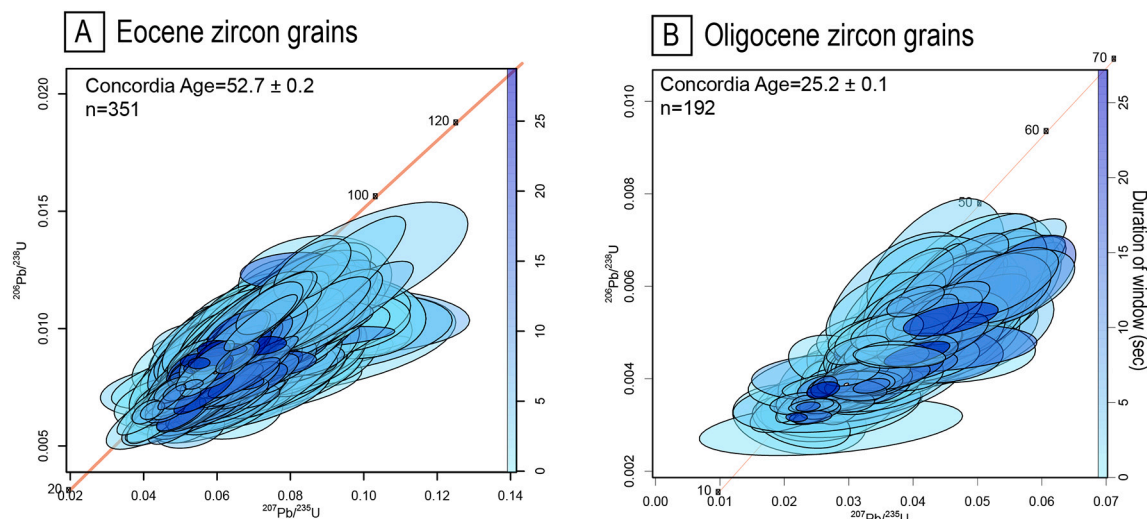 A Eocene zircon grains
Concordia Age=52.7 ± 0.2
n=351
120
100
20
0.020
0.015
0.010
0.005
²⁰⁶Pb/²³⁸U
0.02 0.04 0.06 0.08 0.10 0.12 0.14
²⁰⁷Pb/²³⁵U
25
20
15
10
5
0
B Oligocene zircon grains
Concordia Age=25.2 ± 0.1
n=192
70
60
50
10
0.010
0.008
0.006
0.004
0.002
²⁰⁶Pb/²³⁸U
0.00 0.01 0.02 0.03 0.04 0.05 0.06 0.07
²⁰⁷Pb/²³⁵U
25
20
15
10
5
0
Duration of window (sec)